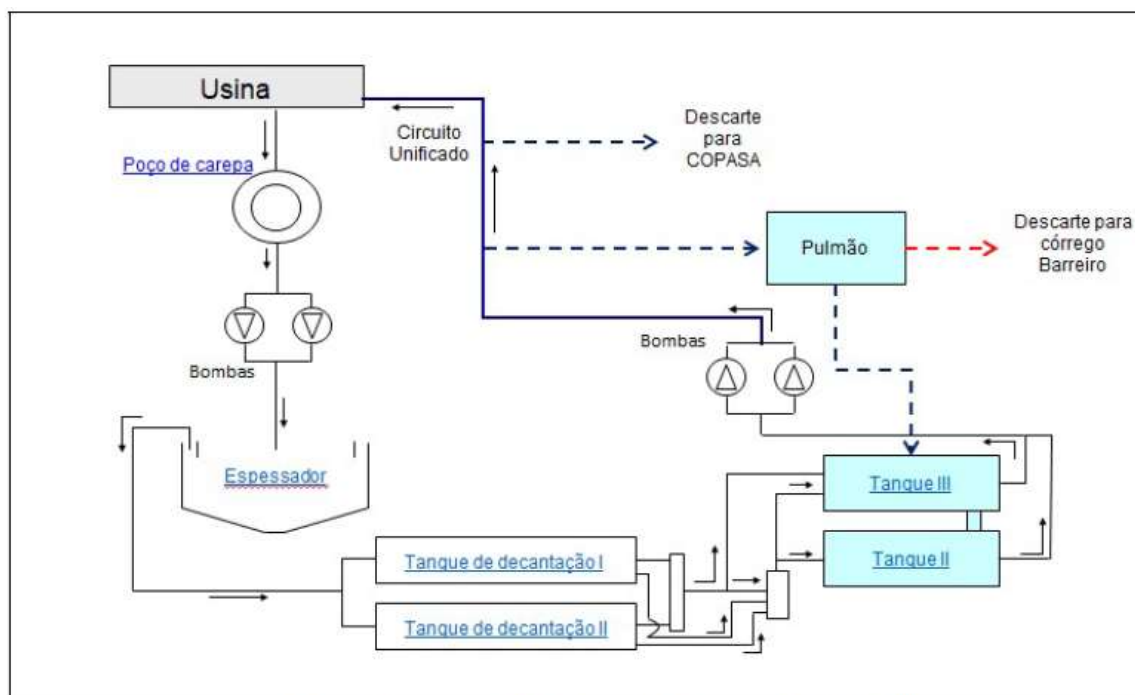 Usina
Circuito
Unificado
Descarte
para
COPASA
Poço de carepa
Pulmão
Descarte para
córrego
Barreiro
Bombas
Bombas
Espessador
Tanque III
Tanque II
Tanque de decantação I
Tanque de decantação II